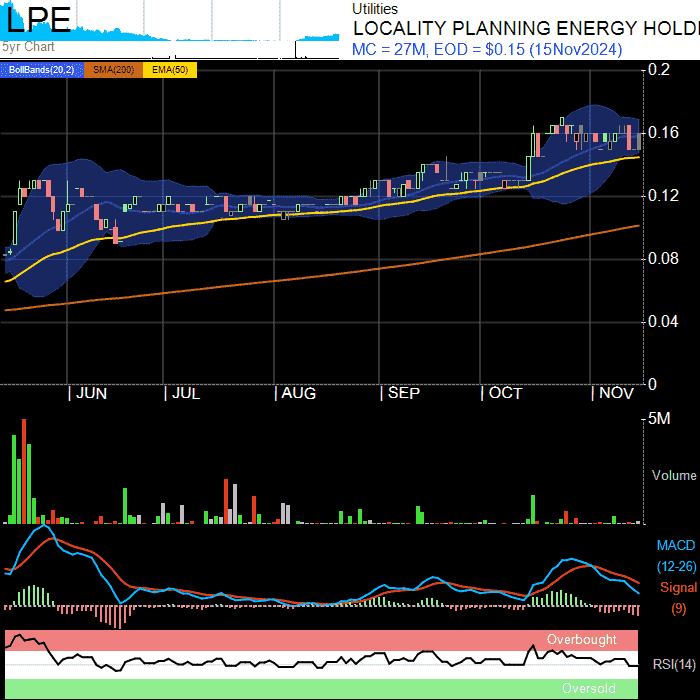 LPE
5yr Chart
Utilities
LOCALITY PLANNING ENERGY HOLDI
MC = 27M, EOD = $0.15 (15Nov2024)
BollBands(20,2) SMA(200) EMA(50)
0.2
0.16
0.12
0.08
0.04
0
| JUN | JUL | AUG | SEP | OCT | NOV
5M
Volume
MACD
(12-26)
Signal
(9)
Overbought
RSI(14)
Oversold